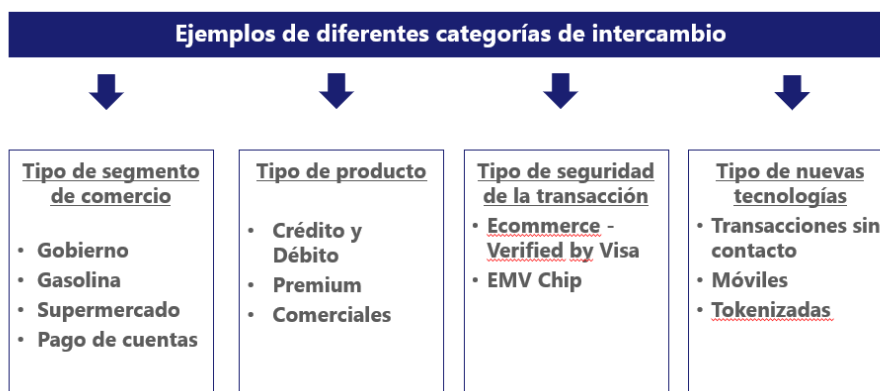 Ejemplos de diferentes categorías de intercambio
Tipo de segmento
de comercio
• Gobierno
• Gasolina
• Supermercado
• Pago de cuentas
Tipo de producto
• Crédito y
Débito
• Premium
• Comerciales
Tipo de seguridad
de la transacción
• Ecommerce -
Verified by Visa
• EMV Chip
Tipo de nuevas
tecnologías
• Transacciones sin
contacto
• Móviles
• Tokenizadas